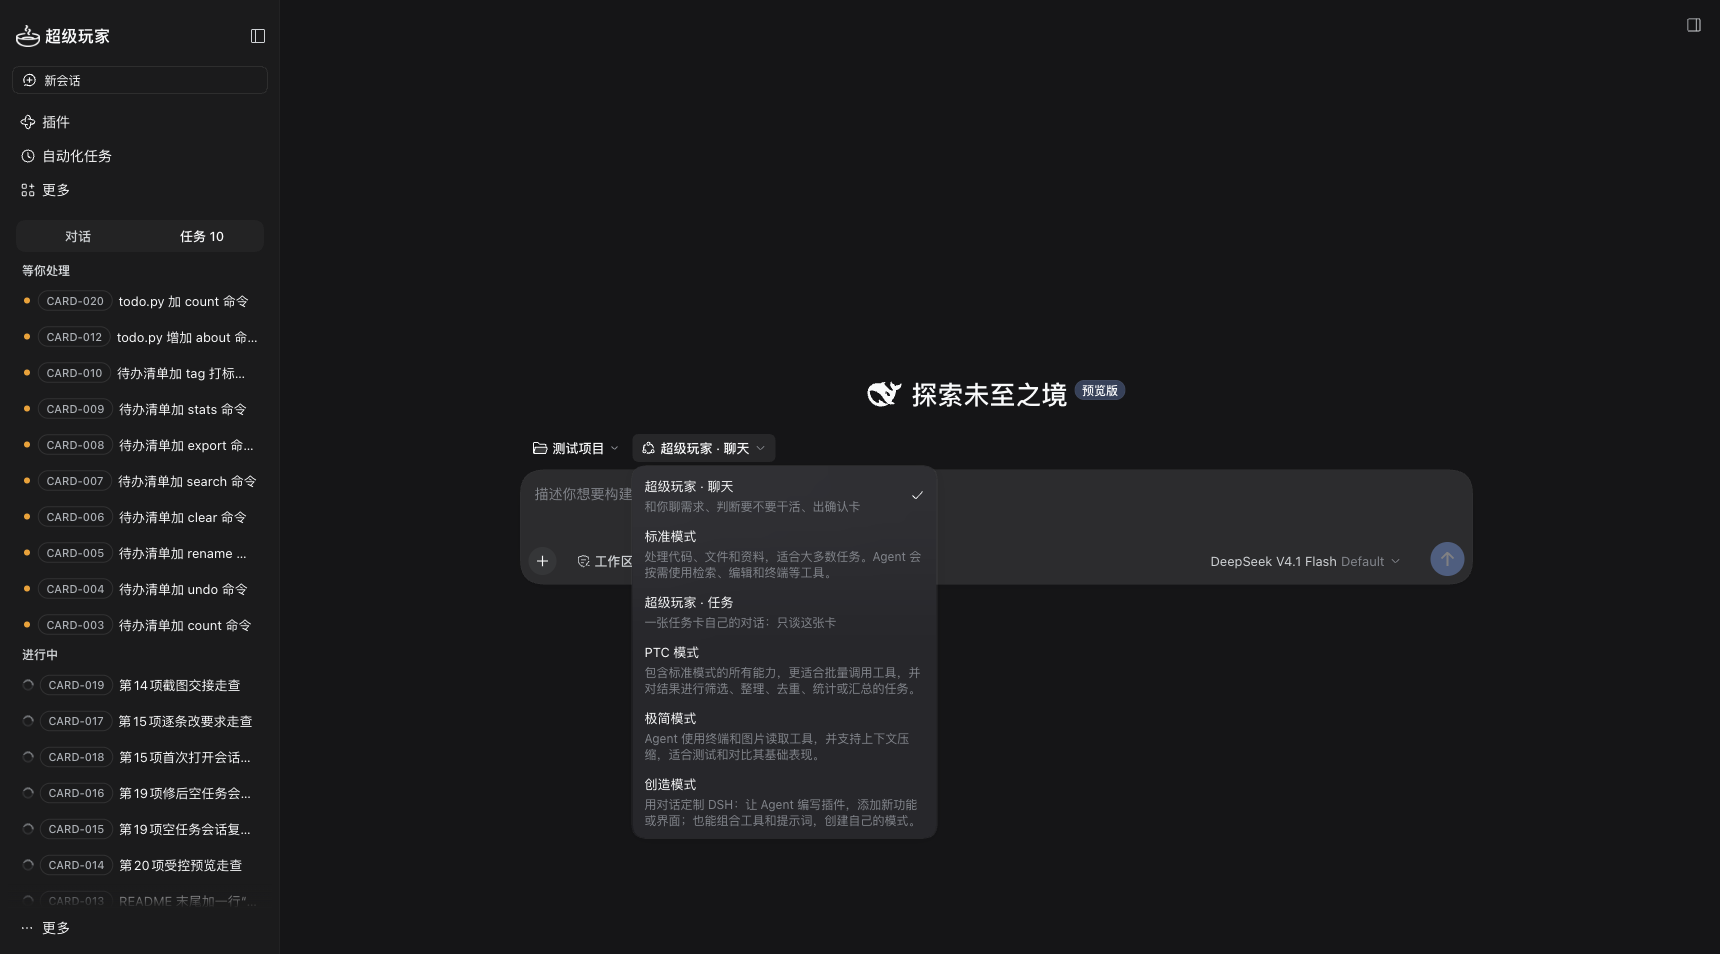 超级玩家
新会话
插件
自动化任务
更多
对话
任务 10
等你处理
CARD-020 todo.py 加 count 命令
CARD-012 todo.py 增加 about 命...
CARD-010 待办清单加 tag 打标...
CARD-009 待办清单加 stats 命令
CARD-008 待办清单加 export 命...
CARD-007 待办清单加 search 命令
CARD-006 待办清单加 clear 命令
CARD-005 待办清单加 rename ...
CARD-004 待办清单加 undo 命令
CARD-003 待办清单加 count 命令
进行中
CARD-019 第14项截图交接走查
CARD-017 第15项逐条改要求走查
CARD-018 第15项首次打开会话...
CARD-016 第19项修后空任务会...
CARD-015 第19项空任务会话复...
CARD-014 第20项受控预览走查
CARD-013 README 末尾加一行“...
更多
探索未至之境 预览版
测试项目
超级玩家 · 聊天
描述你想要构建
工作区
DeepSeek V4.1 Flash Default
超级玩家 · 聊天
和你聊需求、判断要不要干活、出确认卡
标准模式
处理代码、文件和资料，适合大多数任务。Agent 会
按需使用检索、编辑和终端等工具。
超级玩家 · 任务
一张任务卡自己的对话：只谈这张卡
PTC 模式
包含标准模式的所有能力，更适合批量调用工具，并
对结果进行筛选、整理、去重、统计或汇总的任务。
极简模式
Agent 使用终端和图片读取工具，并支持上下文压
缩，适合测试和对比其基础表现。
创造模式
用对话定制 DSH：让 Agent 编写插件，添加新功能
或界面；也能组合工具和提示词，创建自己的模式。